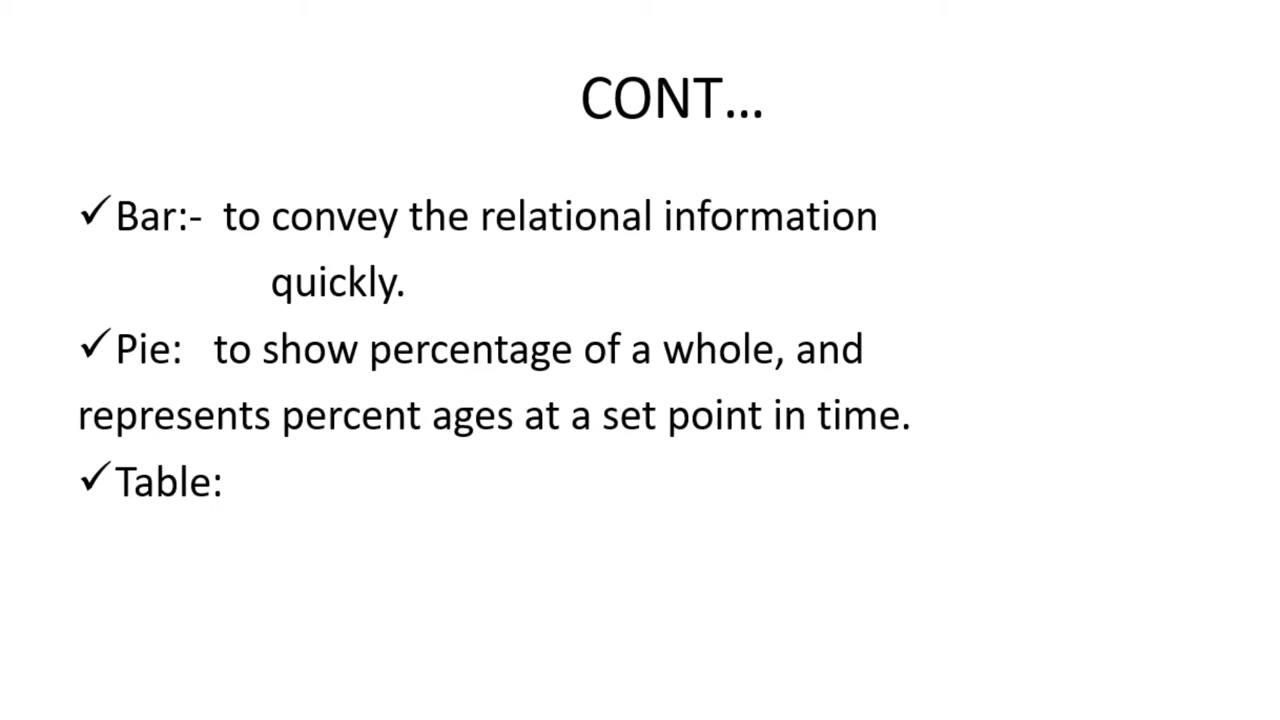 CONT...
✓Bar:- to convey the relational information
quickly.
✓Pie: to show percentage of a whole, and
represents percent ages at a set point in time.
✓Table: